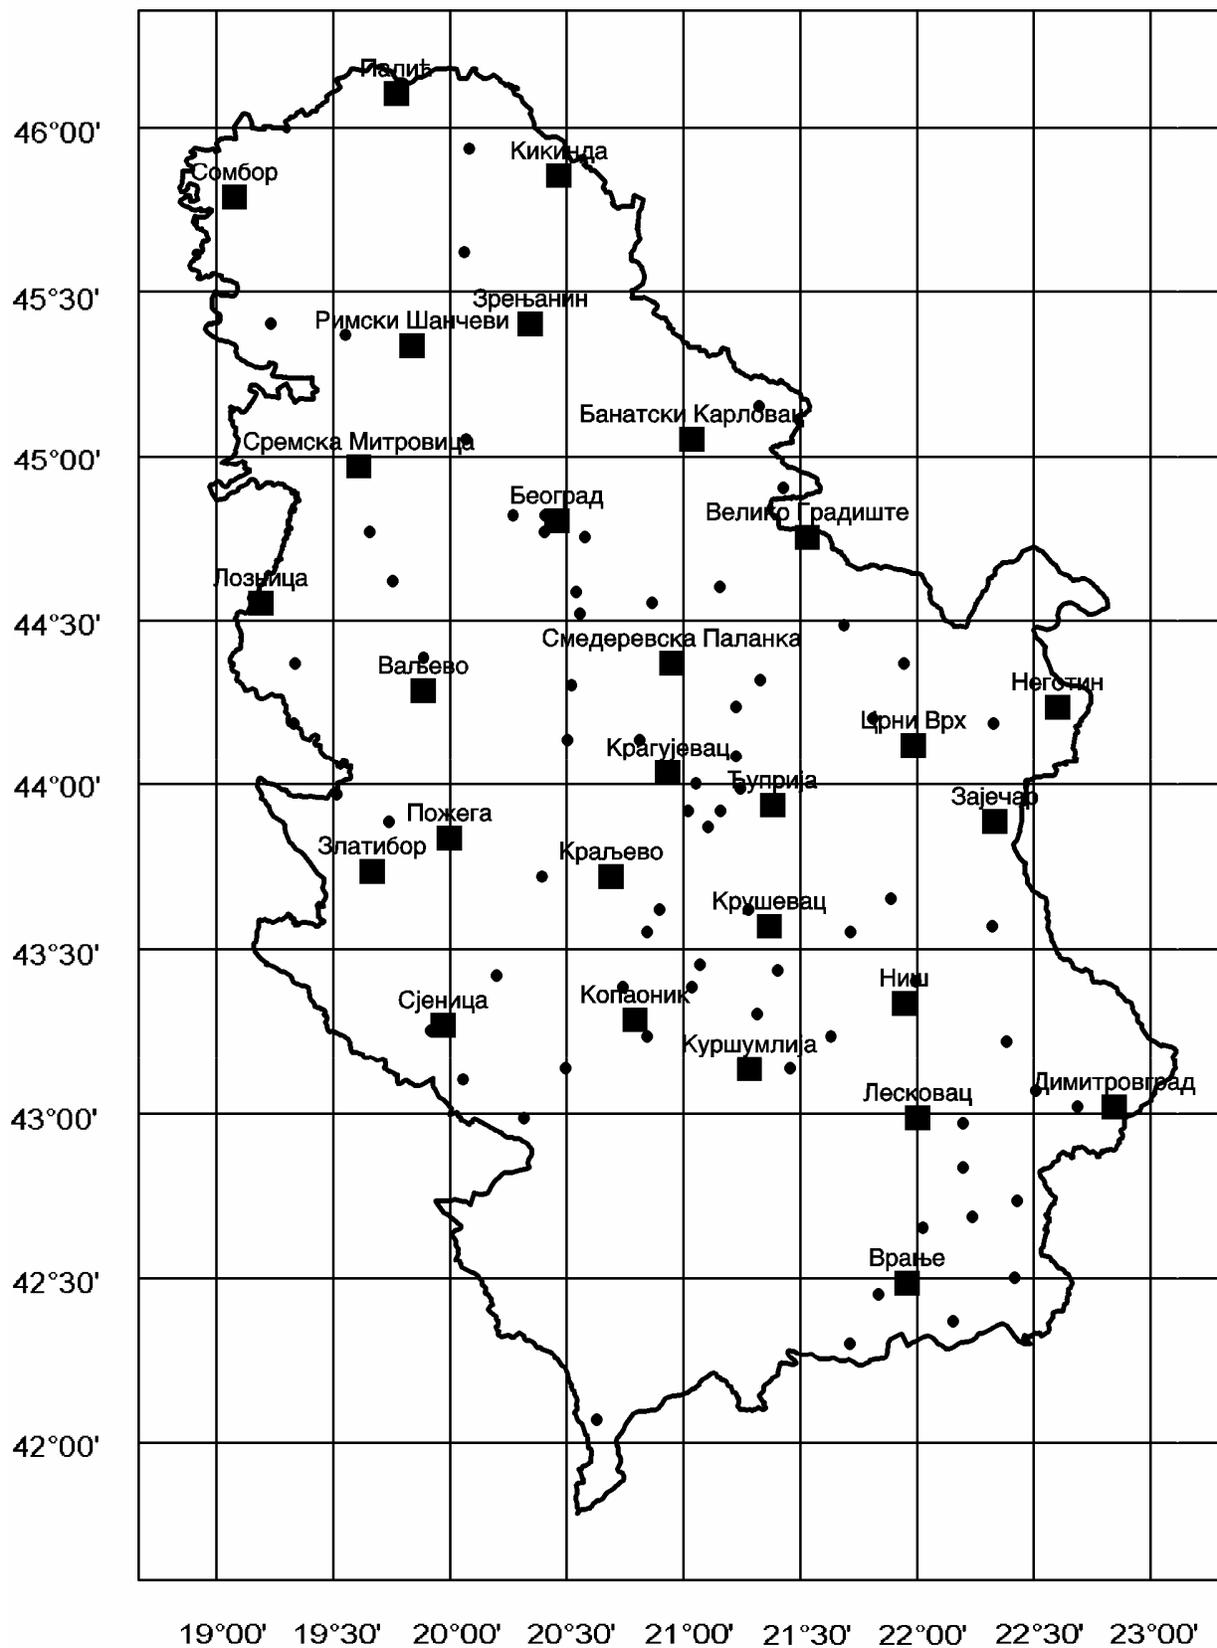 Палић
46°00'
Кикинда
Сомбор
45°30'
Зрењанин
Римски Шанчеви
Банатски Карловац
Сремска Митровица
45°00'
Београд
Велико Градиште
Лозница
44°30'
Смедеревска Паланка
Ваљево
Неготин
Црни Врх
Крагујевац
44°00'
Ћуприја
Зајечар
Пожега
Златибор
Краљево
Крушевац
43°30'
Ниш
Сјеница
Копаоник
Куршумлија
Димитровград
Лесковац
43°00'
Врање
42°30'
42°00'
19°00' 19°30' 20°00' 20°30' 21°00' 21°30' 22°00' 22°30' 23°00'